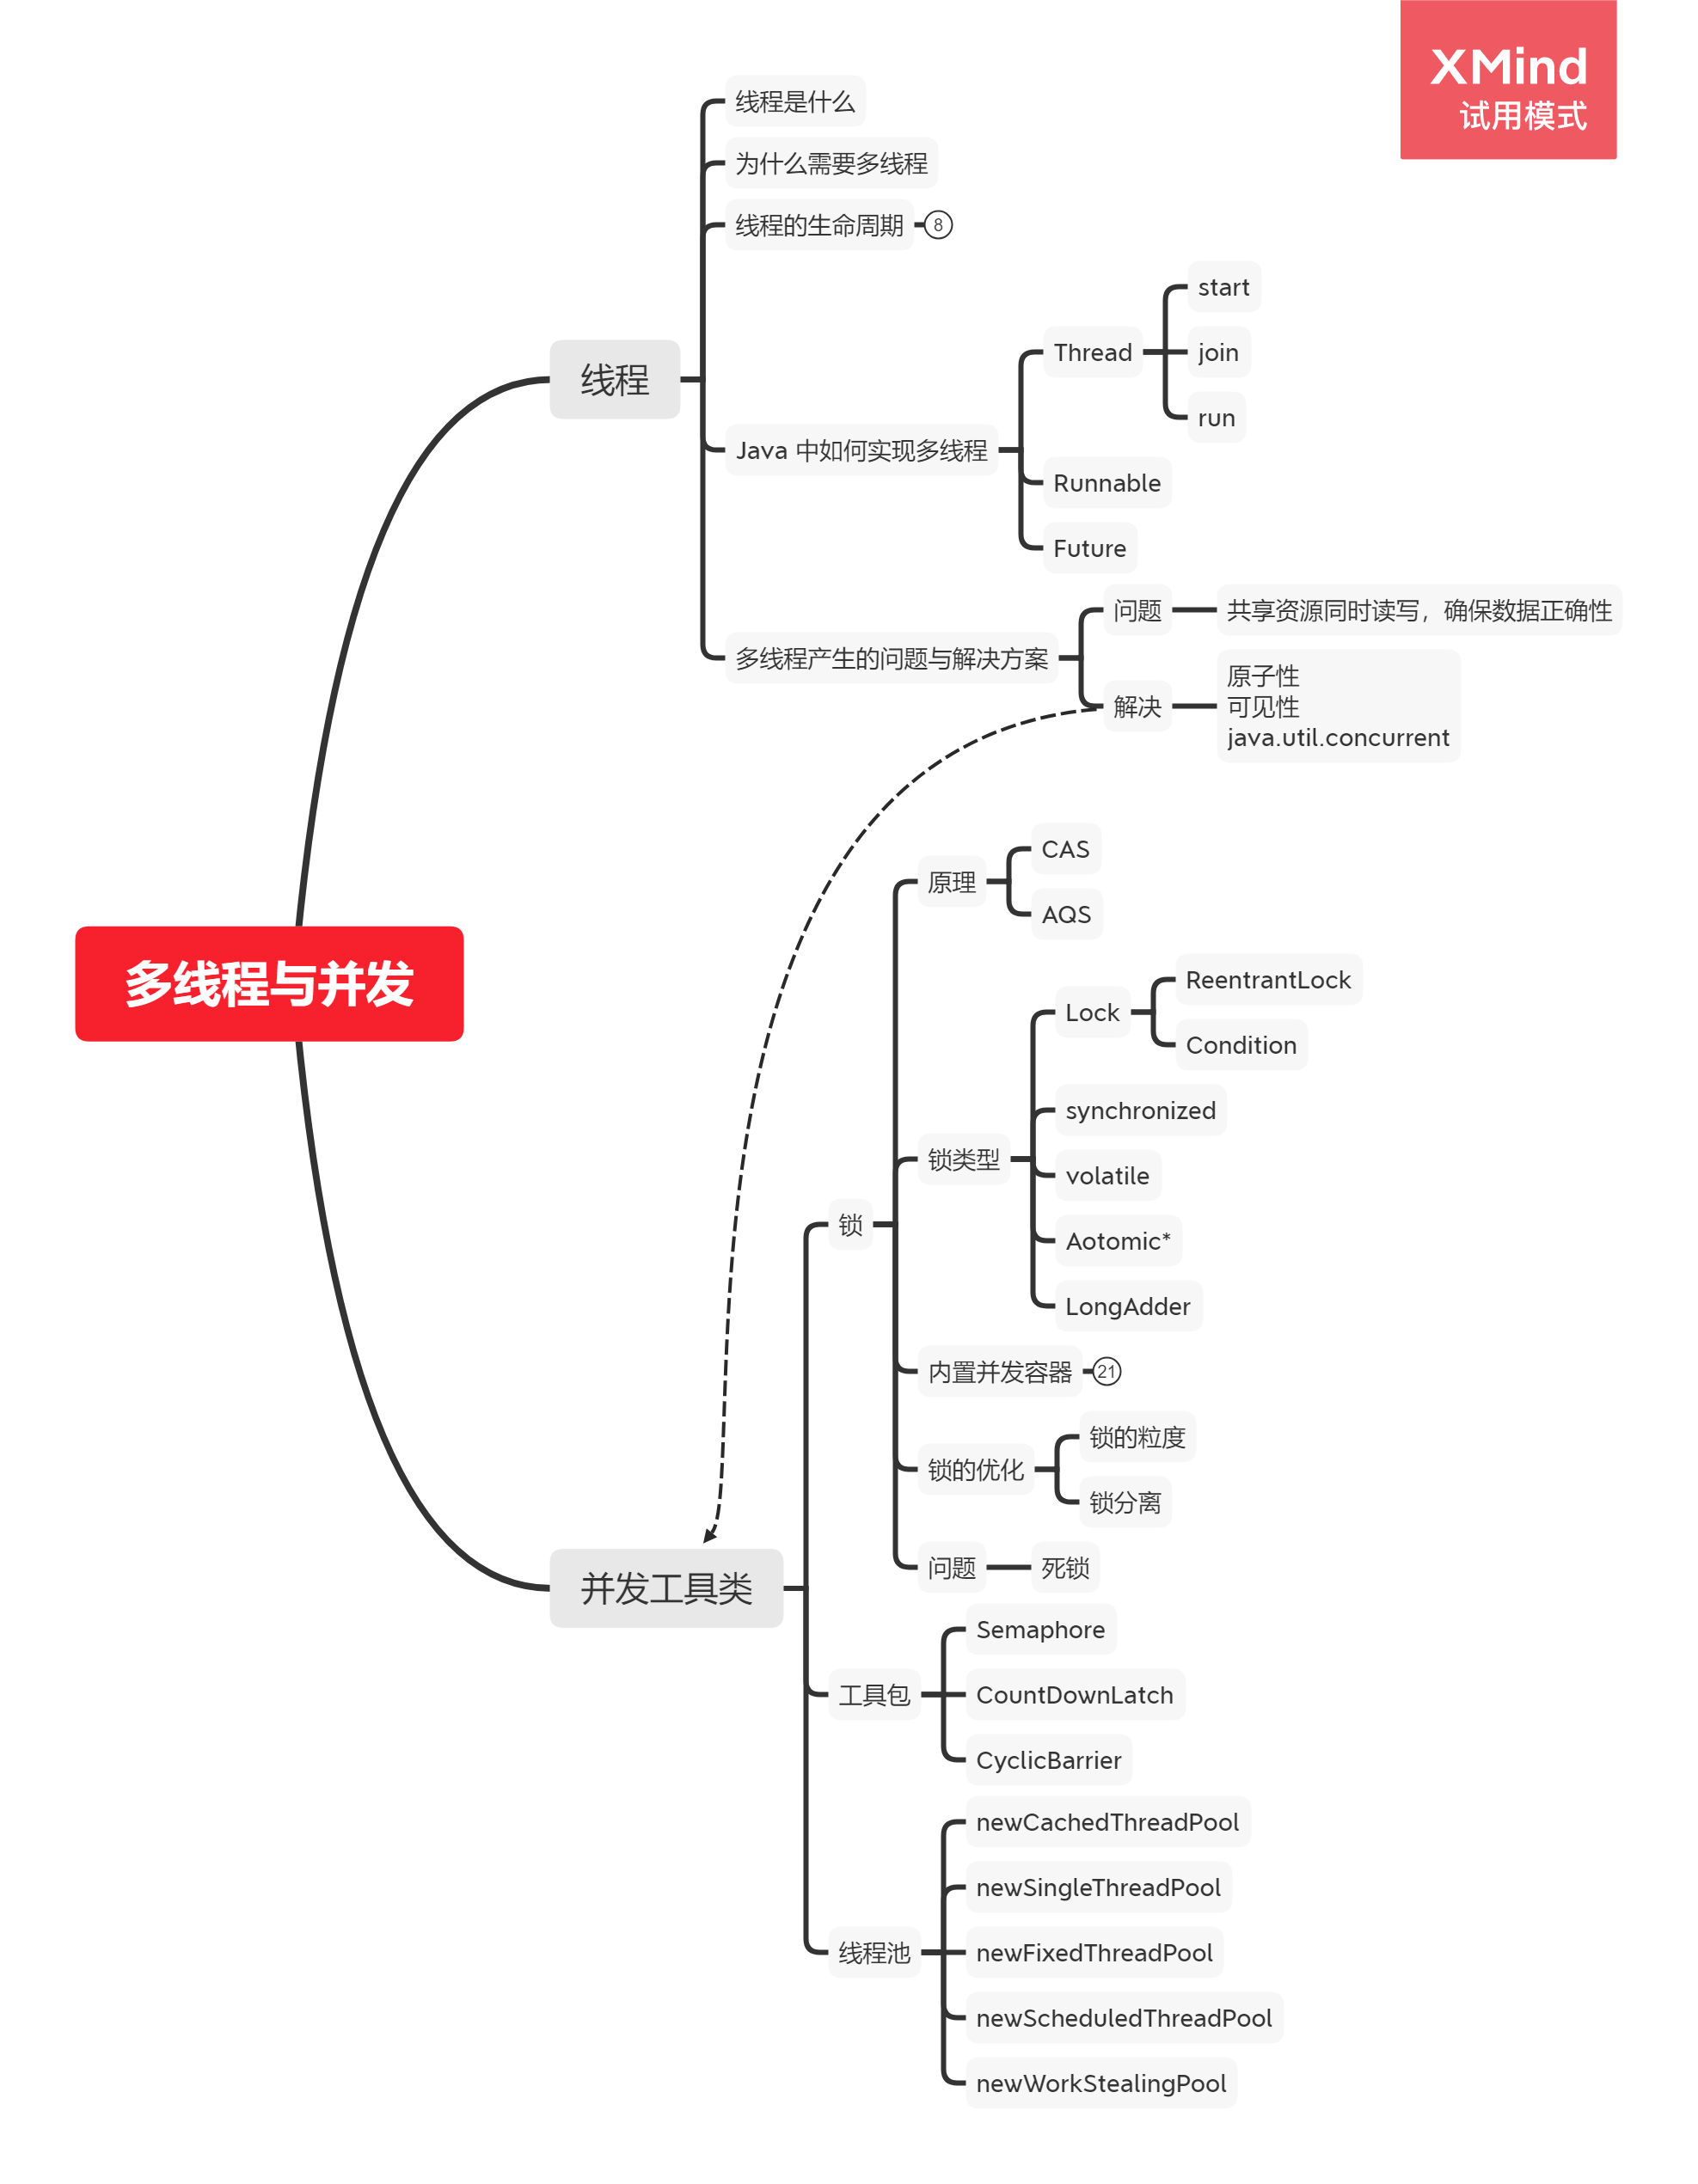 XMind
试用模式
线程是什么
为什么需要多线程
线程的生命周期
8
start
Thread
join
线程
run
Java 中如何实现多线程
Runnable
Future
问题
共享资源同时读写，确保数据正确性
多线程产生的问题与解决方案
原子性
解决
可见性
java.util.concurrent
CAS
原理
AQS
多线程与并发
ReentrantLock
Lock
Condition
synchronized
锁类型
volatile
锁
Aotomic*
LongAdder
内置并发容器
21
锁的粒度
锁的优化
锁分离
问题
死锁
并发工具类
Semaphore
工具包
CountDownLatch
CyclicBarrier
newCachedThreadPool
newSingleThreadPool
线程池
newFixedThreadPool
newScheduledThreadPool
newWorkStealingPool